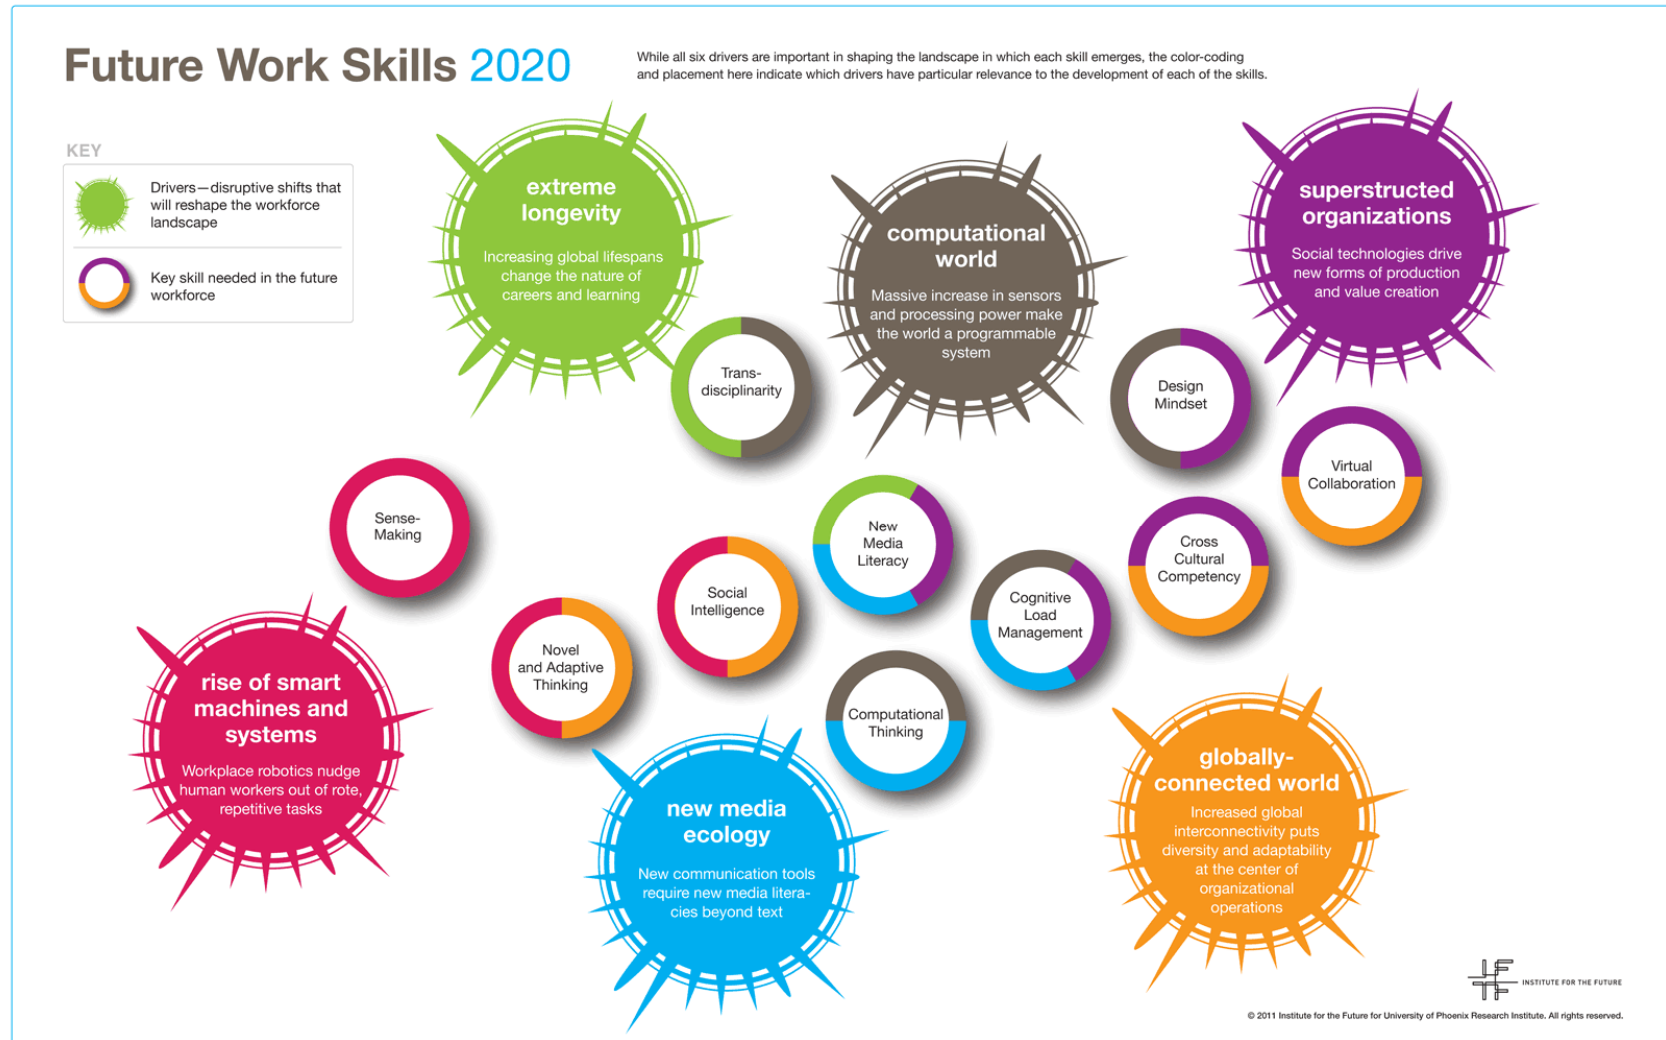 Future Work Skills 2020
While all six drivers are important in shaping the landscape in which each skill emerges, the color-coding
and placement here indicate which drivers have particular relevance to the development of each of the skills.
KEY
Drivers—disruptive shifts that
will reshape the workforce
landscape
Key skill needed in the future
workforce
extreme
longevity
Increasing global lifespans
change the nature of
careers and learning
computational
world
Massive increase in sensors
and processing power make
the world a programmable
system
superstructed
organizations
Social technologies drive
new forms of production
and value creation
Trans-
disciplinarity
Design
Mindset
Virtual
Collaboration
Sense-
Making
New
Media
Literacy
Cross
Cultural
Competency
Social
Intelligence
Cognitive
Load
Management
Novel
and Adaptive
Thinking
Computational
Thinking
rise of smart
machines and
systems
Workplace robotics nudge
human workers out of rote,
repetitive tasks
new media
ecology
New communication tools
require new media litera-
cies beyond text
globally-
connected world
Increased global
interconnectivity puts
diversity and adaptability
at the center of
organizational
operations
INSTITUTE FOR THE FUTURE
© 2011 Institute for the Future for University of Phoenix Research Institute. All rights reserved.